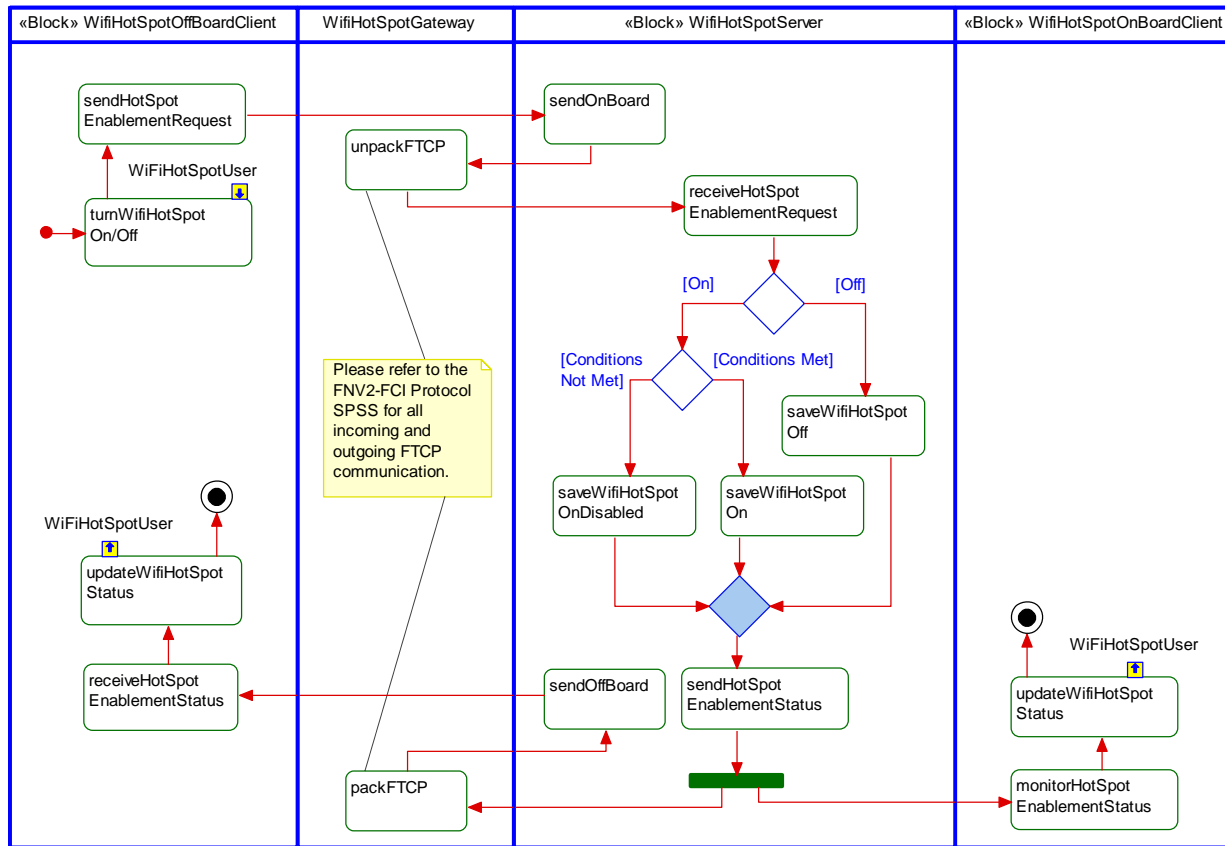 «Block» WifiHotSpotOffBoardClient
WifiHotSpotGateway
«Block» WifiHotSpotServer
«Block» WifiHotSpotOnBoardClient
sendHotSpot
EnablementRequest
sendOnBoard
unpackFTCP
WiFiHotSpotUser
turnWifiHotSpot
On/Off
receiveHotSpot
EnablementRequest
[On]
[Off]
[Conditions
Not Met]
[Conditions Met]
Please refer to the
FNV2-FCI Protocol
SPSS for all
incoming and
outgoing FTCP
communication.
saveWifiHotSpot
Off
saveWifiHotSpot
OnDisabled
saveWifiHotSpot
On
WiFiHotSpotUser
updateWifiHotSpot
Status
receiveHotSpot
EnablementStatus
sendOffBoard
sendHotSpot
EnablementStatus
WiFiHotSpotUser
updateWifiHotSpot
Status
packFTCP
monitorHotSpot
EnablementStatus